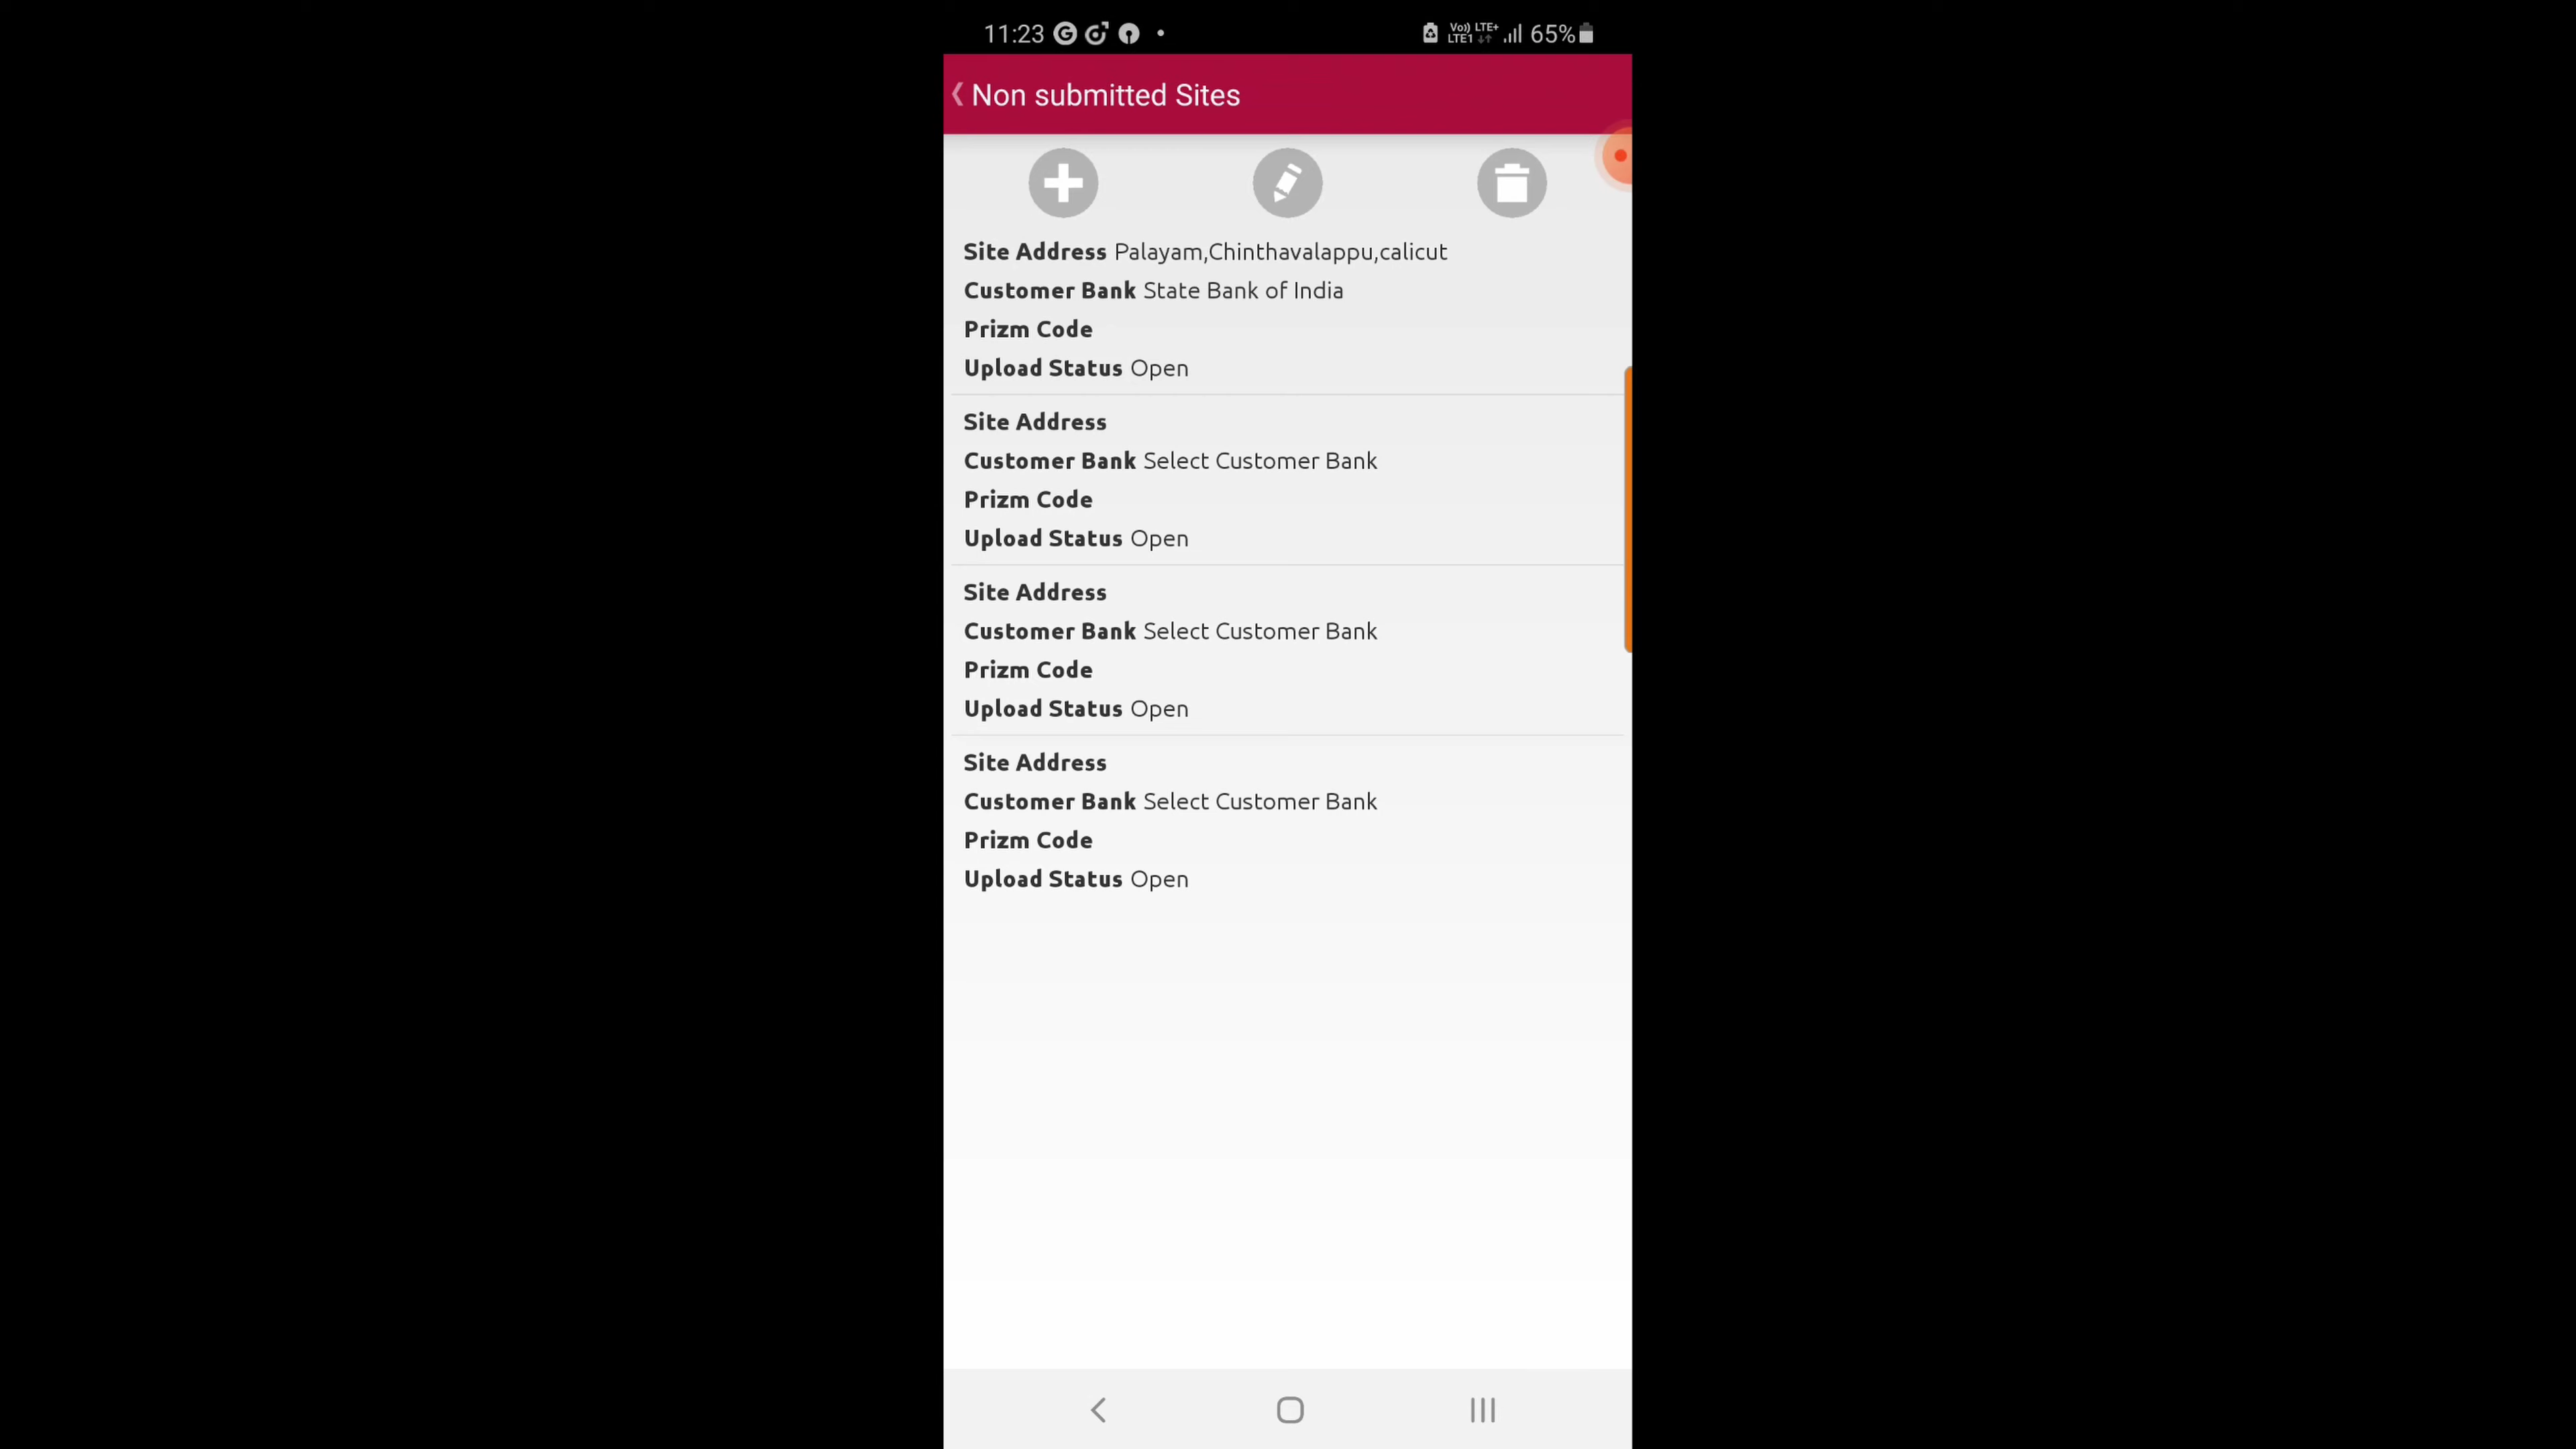 11:23 Vo)) LTE1 LTE+ 65%
Non submitted Sites
Site Address Palayam,Chinthavalappu,calicut
Customer Bank State Bank of India
Prizm Code
Upload Status Open
Site Address
Customer Bank Select Customer Bank
Prizm Code
Upload Status Open
Site Address
Customer Bank Select Customer Bank
Prizm Code
Upload Status Open
Site Address
Customer Bank Select Customer Bank
Prizm Code
Upload Status Open